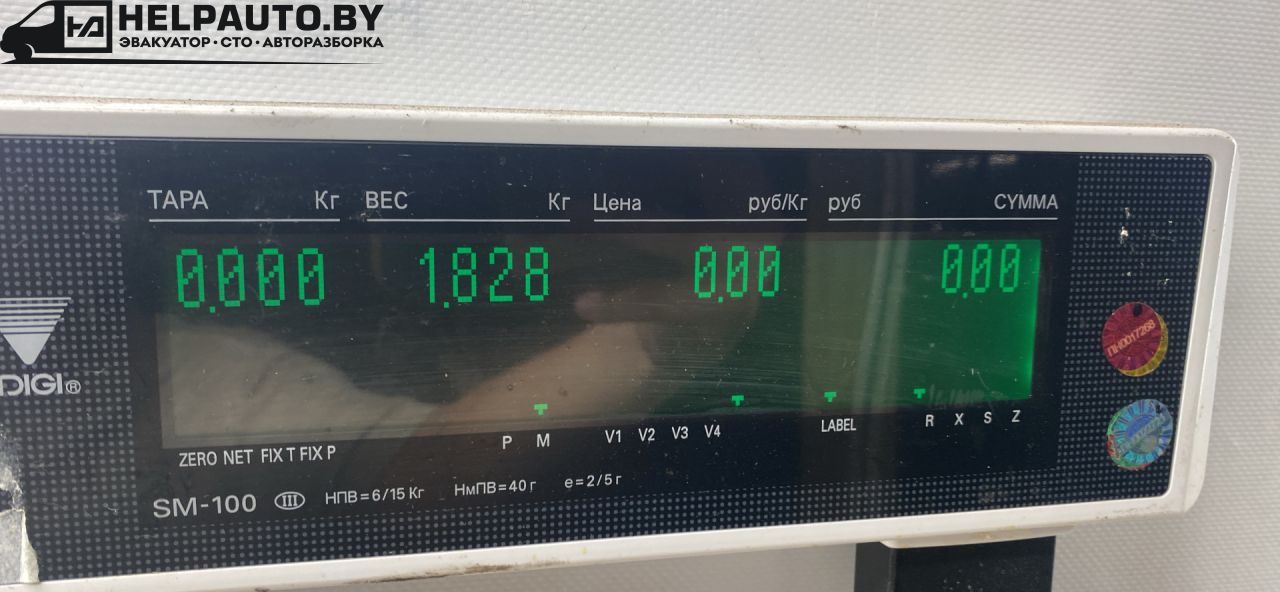 HELPAUTO.BY
ЭВАКУАТОР · СТО · АВТОРАЗБОРКА
ТАРА Кг ВЕС Кг Цена руб/Кг руб СУММА
0.000 1.828 0.00 0.00
DIGI®
ПН0017268
P M V1 V2 V3 V4 LABEL R X S Z
ZERO NET FIX T FIX P
SM-100 III НПВ=6/15 Кг НмПВ=40 г e=2/5 г